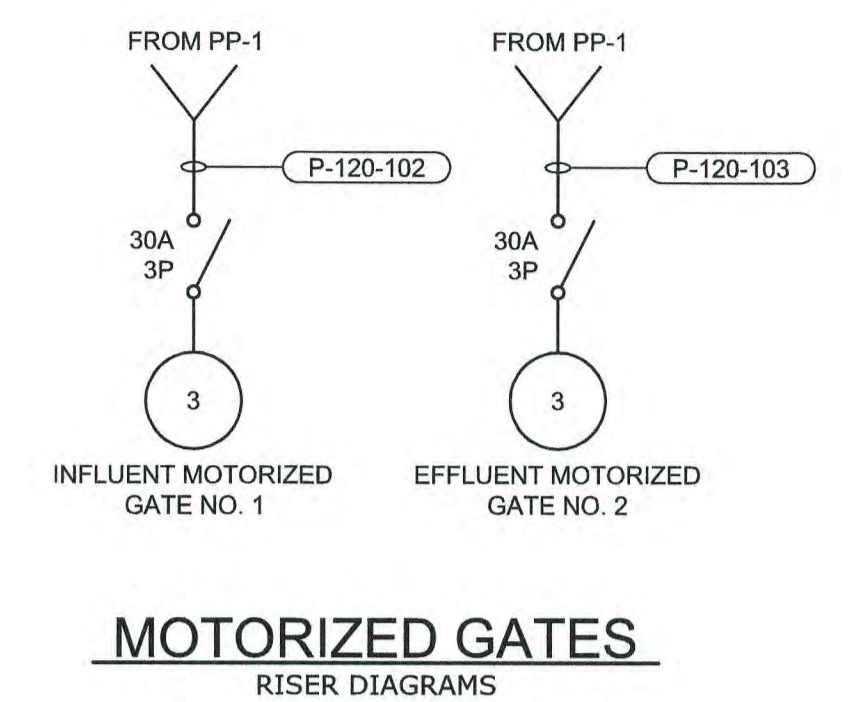 FROM PP-1
P-120-102
30A
3P
3
INFLUENT MOTORIZED
GATE NO. 1
FROM PP-1
P-120-103
30A
3P
3
EFFLUENT MOTORIZED
GATE NO. 2
MOTORIZED GATES
RISER DIAGRAMS